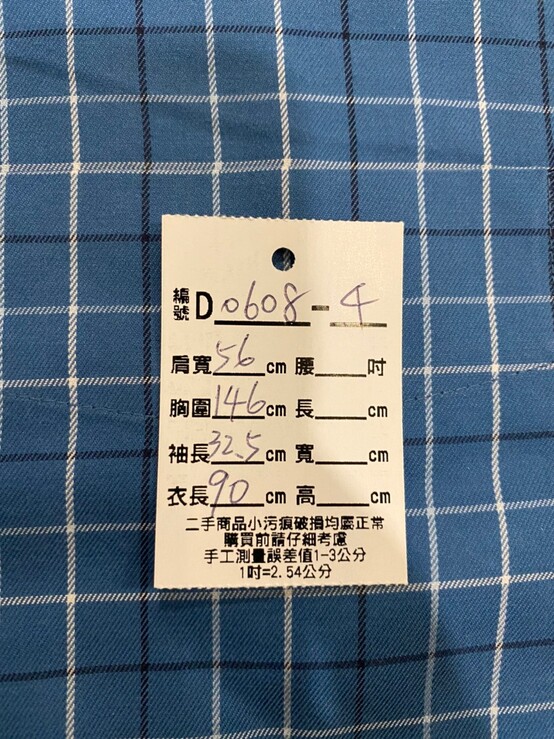 編號D 0608-4
肩寬56cm 腰____吋
胸圍146cm 長____cm
袖長32.5cm 寬____cm
衣長90cm 高____cm
二手商品小污痕破損均屬正常
購買前請仔細考慮
手工測量誤差值1-3公分
1吋=2.54公分